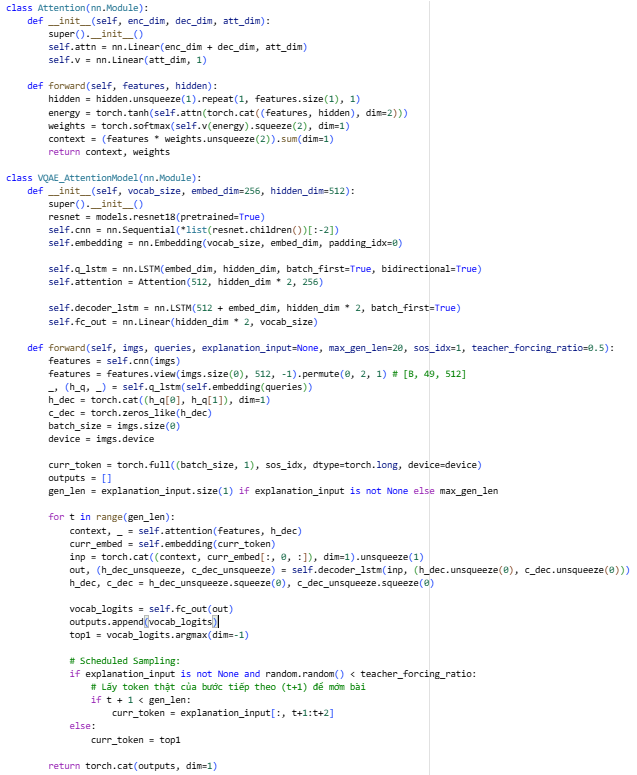 class Attention(nn.Module):
    def __init__(self, enc_dim, dec_dim, att_dim):
        super().__init__()
        self.attn = nn.Linear(enc_dim + dec_dim, att_dim)
        self.v = nn.Linear(att_dim, 1)

    def forward(self, features, hidden):
        hidden = hidden.unsqueeze(1).repeat(1, features.size(1), 1)
        energy = torch.tanh(self.attn(torch.cat((features, hidden), dim=2)))
        weights = torch.softmax(self.v(energy).squeeze(2), dim=1)
        context = (features * weights.unsqueeze(2)).sum(dim=1)
        return context, weights

class VQAE_AttentionModel(nn.Module):
    def __init__(self, vocab_size, embed_dim=256, hidden_dim=512):
        super().__init__()
        resnet = models.resnet18(pretrained=True)
        self.cnn = nn.Sequential(*list(resnet.children())[:-2])
        self.embedding = nn.Embedding(vocab_size, embed_dim, padding_idx=0)

        self.q_lstm = nn.LSTM(embed_dim, hidden_dim, batch_first=True, bidirectional=True)
        self.attention = Attention(512, hidden_dim * 2, 256)

        self.decoder_lstm = nn.LSTM(512 + embed_dim, hidden_dim * 2, batch_first=True)
        self.fc_out = nn.Linear(hidden_dim * 2, vocab_size)

    def forward(self, imgs, queries, explanation_input=None, max_gen_len=20, sos_idx=1, teacher_forcing_ratio=0.5):
        features = self.cnn(imgs)
        features = features.view(imgs.size(0), 512, -1).permute(0, 2, 1) # [B, 49, 512]
        _, (h_q, _) = self.q_lstm(self.embedding(queries))
        h_dec = torch.cat((h_q[0], h_q[1]), dim=1)
        c_dec = torch.zeros_like(h_dec)
        batch_size = imgs.size(0)
        device = imgs.device

        curr_token = torch.full((batch_size, 1), sos_idx, dtype=torch.long, device=device)
        outputs = []
        gen_len = explanation_input.size(1) if explanation_input is not None else max_gen_len

        for t in range(gen_len):
            context, _ = self.attention(features, h_dec)
            curr_embed = self.embedding(curr_token)
            inp = torch.cat((context, curr_embed[:, 0, :]), dim=1).unsqueeze(1)
            out, (h_dec_unsqueeze, c_dec_unsqueeze) = self.decoder_lstm(inp, (h_dec.unsqueeze(0), c_dec.unsqueeze(0)))
            h_dec, c_dec = h_dec_unsqueeze.squeeze(0), c_dec_unsqueeze.squeeze(0)

            vocab_logits = self.fc_out(out)
            outputs.append(vocab_logits)
            top1 = vocab_logits.argmax(dim=-1)

            # Scheduled Sampling:
            if explanation_input is not None and random.random() < teacher_forcing_ratio:
                # Lấy token thật của bước tiếp theo (t+1) để mớm bài
                if t + 1 < gen_len:
                    curr_token = explanation_input[:, t+1:t+2]
            else:
                curr_token = top1

        return torch.cat(outputs, dim=1)